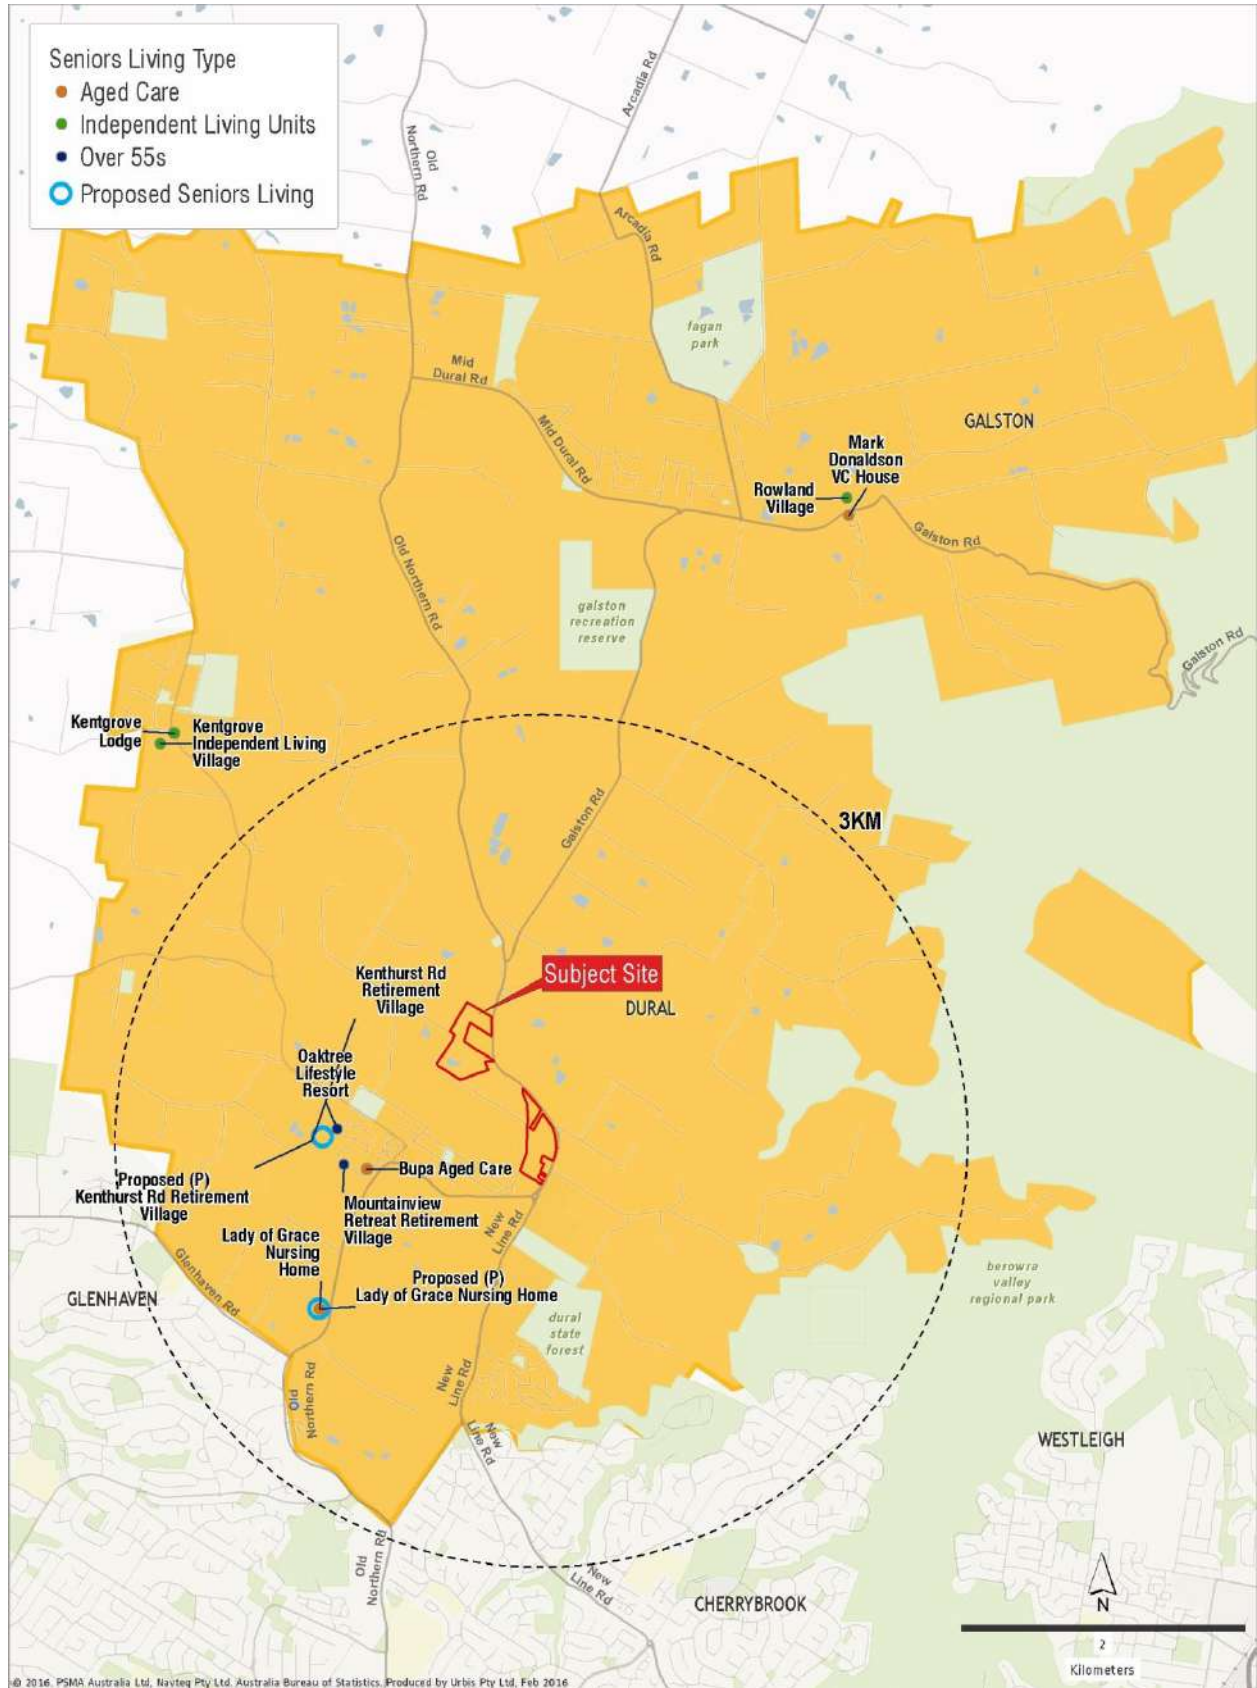 Seniors Living Type
Aged Care
Independent Living Units
Over 55s
Proposed Seniors Living
Old
Northern Rd
Arcadia Rd
Arcadia Rd
fagan
park
Mid
Dural Rd
Mid Dural Rd
GALSTON
Mark
Donaldson
VC House
Rowland
Village
Galston Rd
Old Northern Rd
galston
recreation
reserve
Galston Rd
Kentgrove
Lodge
Kentgrove
Independent Living
Village
Galston Rd
3KM
Kenthurst Rd
Retirement
Village
Subject Site
DURAL
Oaktree
Lifestyle
Resort
Bupa Aged Care
Proposed (P)
Kenthurst Rd Retirement
Village
Mountainview
Retreat Retirement
Village
New
Line Rd
Lady of Grace
Nursing
Home
Proposed (P)
Lady of Grace Nursing Home
Glenhaven Rd
GLENHAVEN
berowra
valley
regional park
dural
state
forest
Old
Northern Rd
New
Line Rd
New
Line Rd
WESTLEIGH
Old
Northern Rd
New
Line Rd
CHERRYBROOK
N
2
Kilometers
© 2016. PSMA Australia Ltd, Navteq Pty Ltd. Australia Bureau of Statistics. Produced by Urbis Pty Ltd, Feb 2016